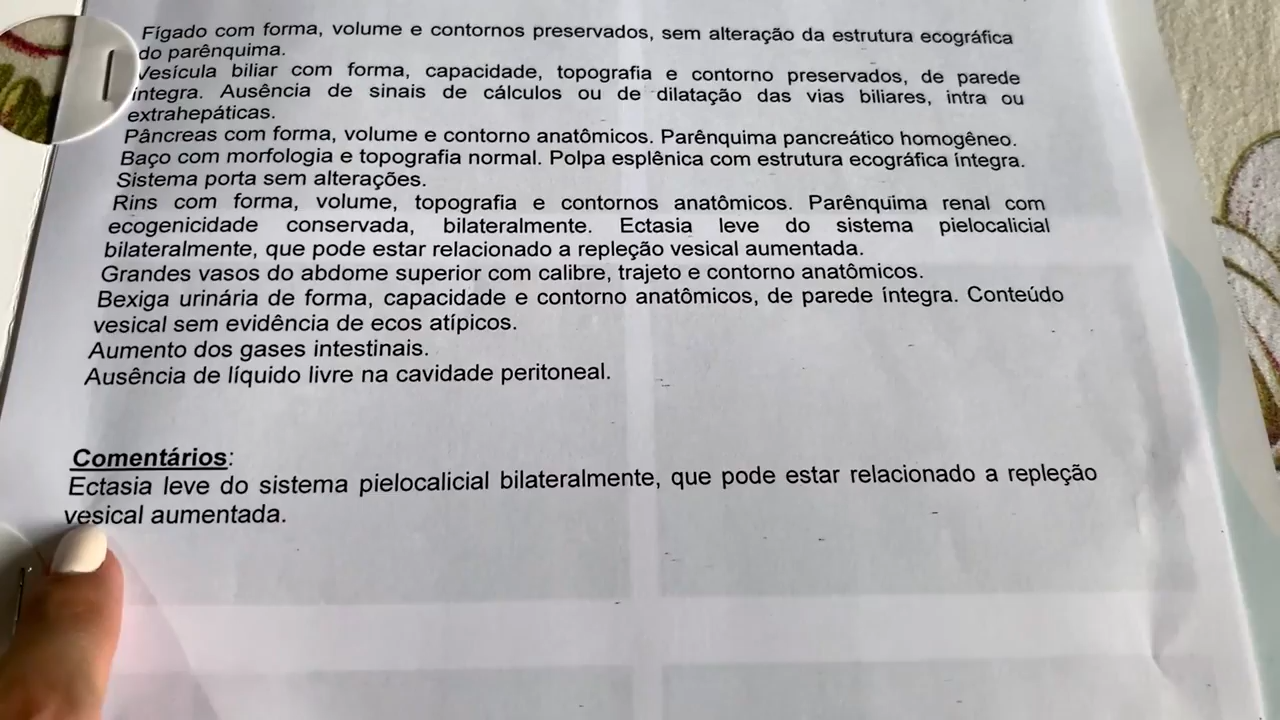 Fígado com forma, volume e contornos preservados, sem alteração da estrutura ecográfica
do parênquima.
Vesícula biliar com forma, capacidade, topografia e contorno preservados, de parede
íntegra. Ausência de sinais de cálculos ou de dilatação das vias biliares, intra ou
extrahepáticas.
Pâncreas com forma, volume e contorno anatômicos. Parênquima pancreático homogêneo.
Baço com morfologia e topografia normal. Polpa esplênica com estrutura ecográfica íntegra.
Sistema porta sem alterações.
Rins com forma, volume, topografia e contornos anatômicos. Parênquima renal com
ecogenicidade conservada, bilateralmente. Ectasia leve do sistema pielocalicial
bilateralmente, que pode estar relacionado a repleção vesical aumentada.
Grandes vasos do abdome superior com calibre, trajeto e contorno anatômicos.
Bexiga urinária de forma, capacidade e contorno anatômicos, de parede íntegra. Conteúdo
vesical sem evidência de ecos atípicos.
Aumento dos gases intestinais.
Ausência de líquido livre na cavidade peritoneal.
Comentários:
Ectasia leve do sistema pielocalicial bilateralmente, que pode estar relacionado a repleção
vesical aumentada.